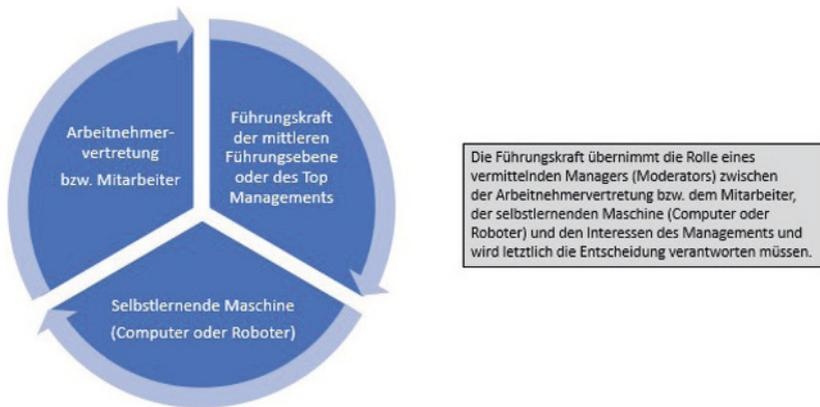 Arbeitnehmer-
vertretung
bzw. Mitarbeiter
Führungskraft
der mittleren
Führungsebene
oder des Top
Managements
Selbstlernende Maschine
(Computer oder Roboter)
Die Führungskraft übernimmt die Rolle eines
vermittelnden Managers (Moderators) zwischen
der Arbeitnehmervertretung bzw. dem Mitarbeiter,
der selbstlernenden Maschine (Computer oder
Roboter) und den Interessen des Managements und
wird letztlich die Entscheidung verantworten müssen.